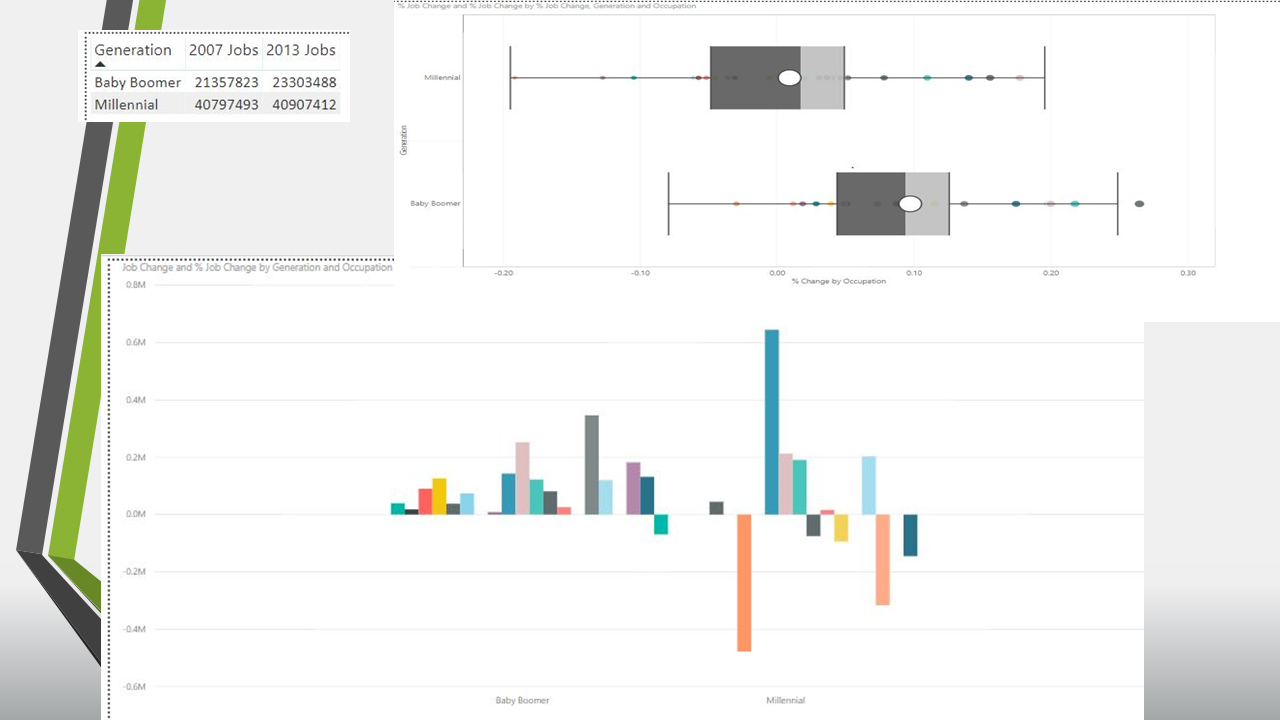 % Job Change and % Job Change by % Job Change, Generation and Occupation
Generation 2007 Jobs 2013 Jobs
Baby Boomer 21357823 23303488
Millennial 40797493 40907412
Millennial
Generation
Baby Boomer
-0.20 -0.10 0.00 0.10 0.20 0.30
% Change by Occupation
Job Change and % Job Change by Generation and Occupation
0.8M
0.6M
0.4M
0.2M
0.0M
-0.2M
-0.4M
-0.6M
Baby Boomer Millennial